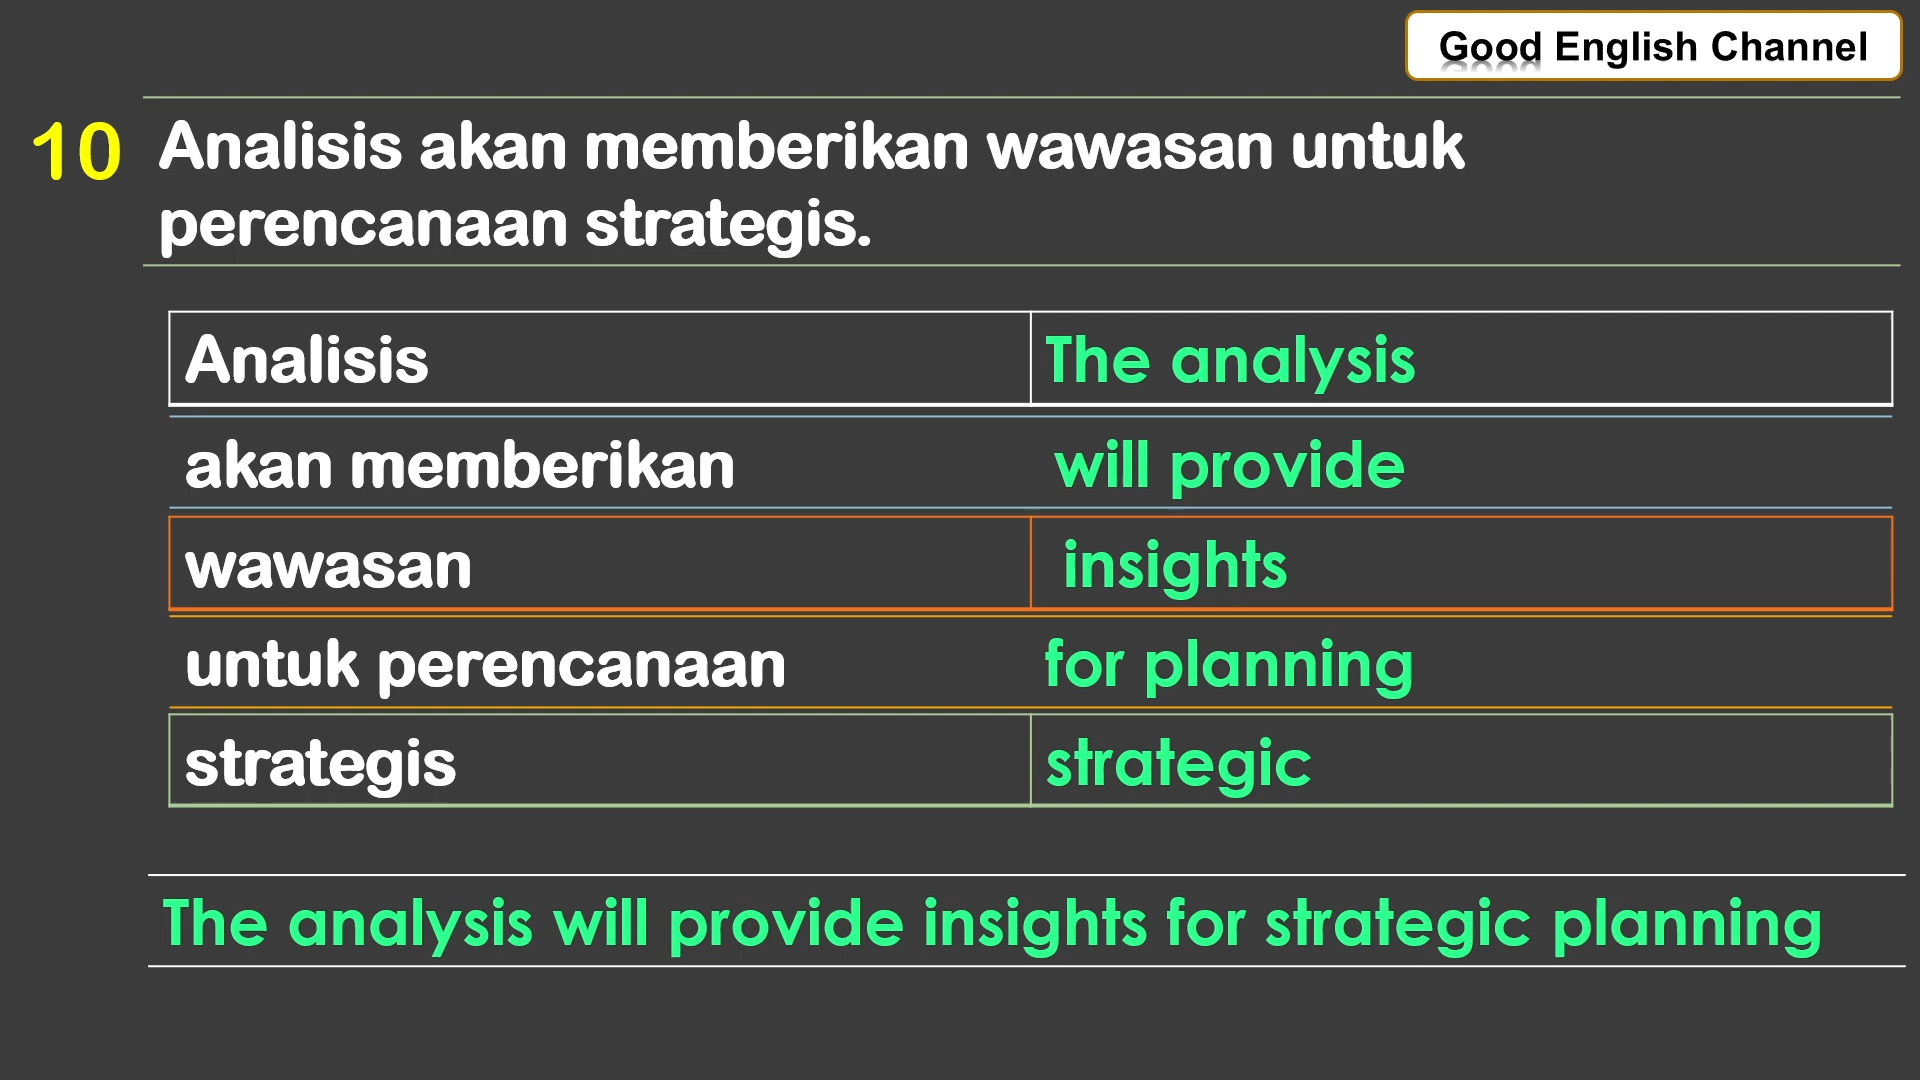 Good English Channel
10 Analisis akan memberikan wawasan untuk
perencanaan strategis.
Analisis The analysis
akan memberikan will provide
wawasan insights
untuk perencanaan for planning
strategis strategic
The analysis will provide insights for strategic planning